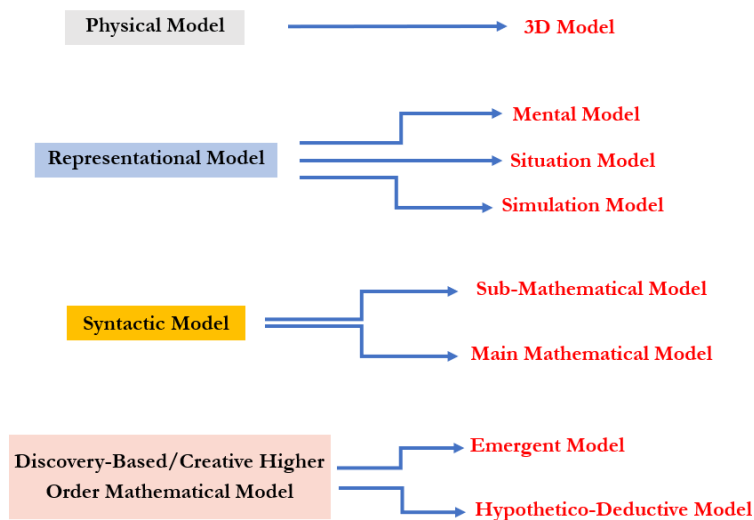 Physical Model
3D Model
Mental Model
Representational Model
Situation Model
Simulation Model
Sub-Mathematical Model
Syntactic Model
Main Mathematical Model
Emergent Model
Discovery-Based/Creative Higher
Order Mathematical Model
Hypothetico-Deductive Model